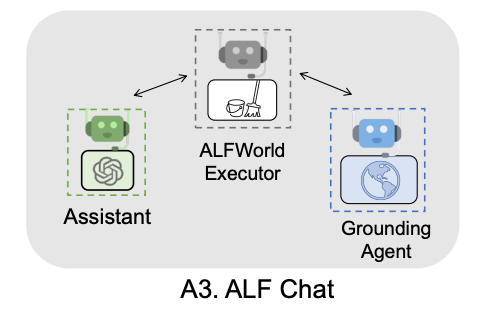 ALFWorld
Executor
Assistant
Grounding
Agent
A3. ALF Chat